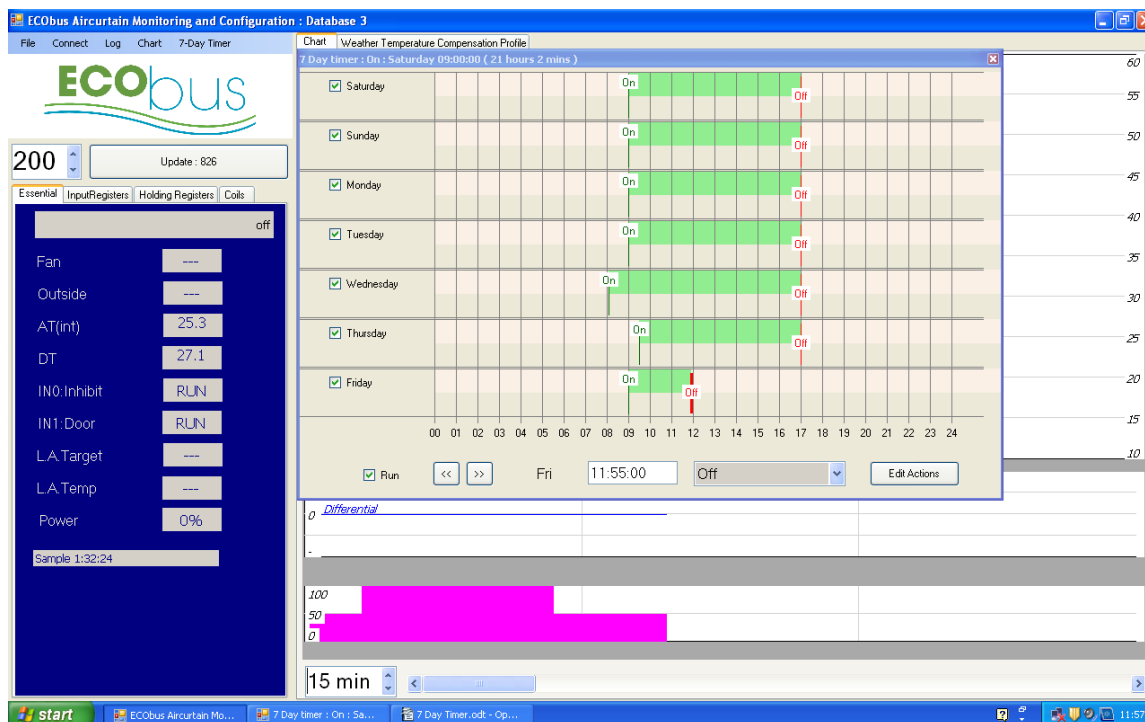 ECObus Aircurtain Monitoring and Configuration : Database 3
File Connect Log Chart 7-Day Timer
ECObus
200
Update : 826
Essential InputRegisters Holding Registers Coils
off
Fan ---
Outside ---
AT(int) 25.3
DT 27.1
IN0:Inhibit RUN
IN1:Door RUN
L.A.Target ---
L.A.Temp ---
Power 0%
Sample 1:32:24
Chart Weather Temperature Compensation Profile
7 Day timer : On : Saturday 09:00:00 ( 21 hours 2 mins )
Saturday On Off
Sunday On Off
Monday On Off
Tuesday On Off
Wednesday On Off
Thursday On Off
Friday On Off
00 01 02 03 04 05 06 07 08 09 10 11 12 13 14 15 16 17 18 19 20 21 22 23 24
Run << >> Fri 11:55:00 Off Edit Actions
60
55
50
45
40
35
30
25
20
15
10
0 Differential
-
100
50
0
15 min
start ECObus Aircurtain Mo... 7 Day timer : On : Sa... 7 Day Timer.odt - Op... 11:57